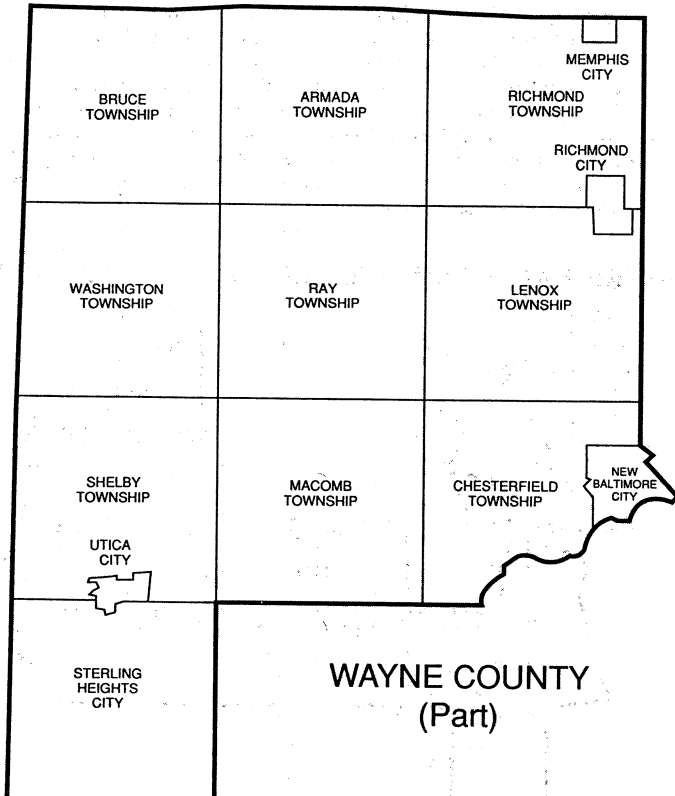 MEMPHIS
CITY
BRUCE
TOWNSHIP
ARMADA
TOWNSHIP
RICHMOND
TOWNSHIP
RICHMOND
CITY
WASHINGTON
TOWNSHIP
RAY
TOWNSHIP
LENOX
TOWNSHIP
SHELBY
TOWNSHIP
MACOMB
TOWNSHIP
CHESTERFIELD
TOWNSHIP
NEW
BALTIMORE
CITY
UTICA
CITY
STERLING
HEIGHTS
CITY
WAYNE COUNTY
(Part)